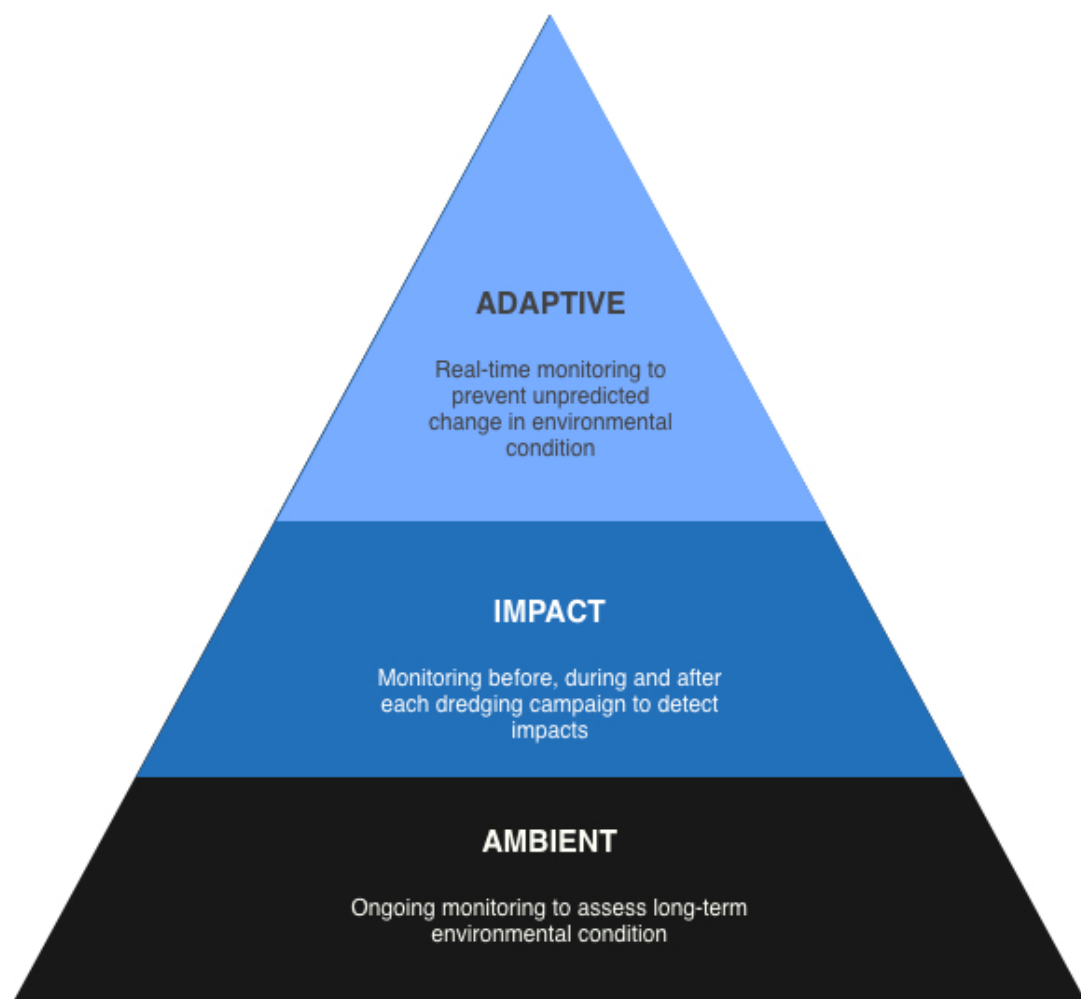 ADAPTIVE
Real-time monitoring to
prevent unpredicted
change in environmental
condition
IMPACT
Monitoring before, during and after
each dredging campaign to detect
impacts
AMBIENT
Ongoing monitoring to assess long-term
environmental condition